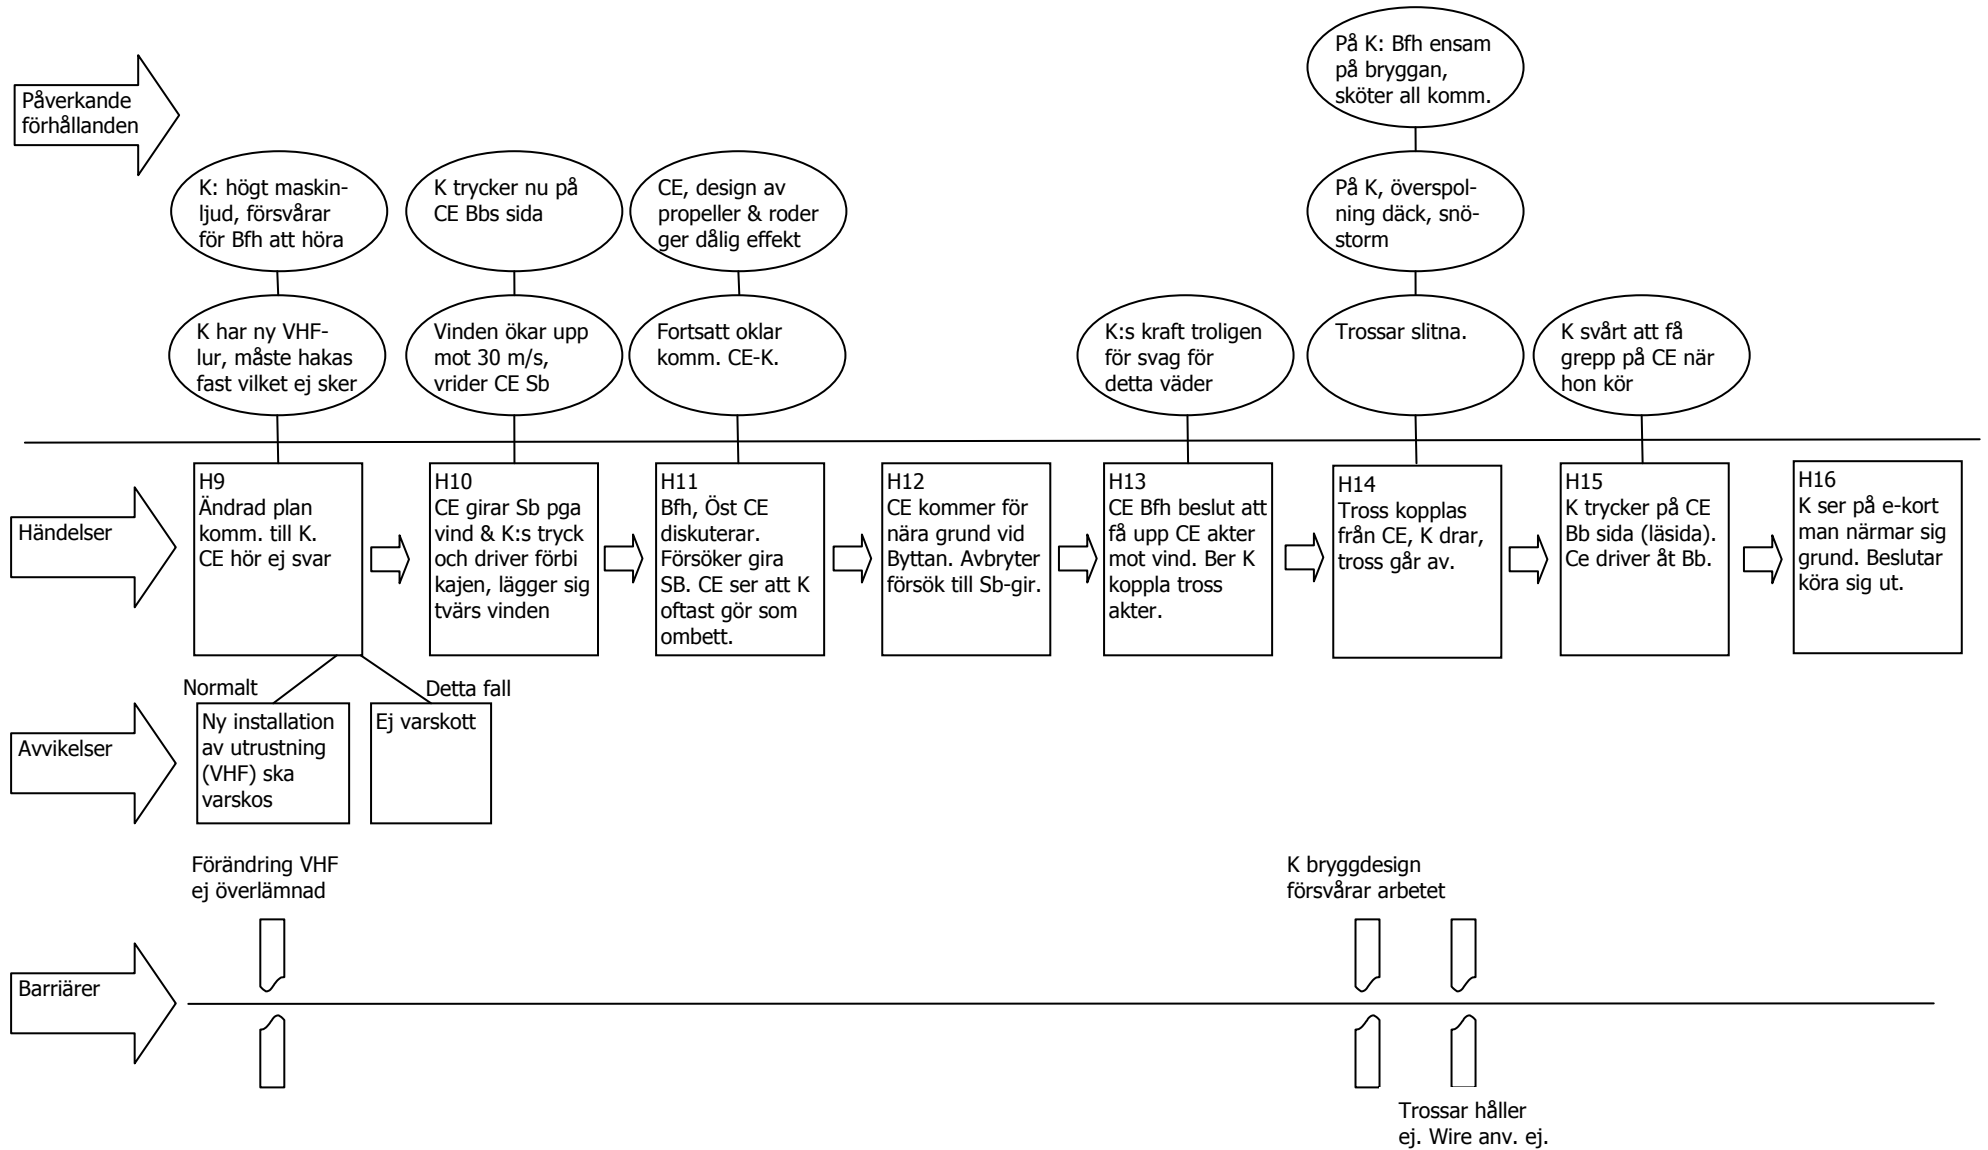 På K: Bfh ensam
på bryggan,
sköter all komm.
Påverkande
förhållanden
K: högt maskin-
ljud, försvårar
för Bfh att höra
K trycker nu på
CE Bbs sida
CE, design av
propeller & roder
ger dålig effekt
På K, överspol-
ning däck, snö-
storm
K har ny VHF-
lur, måste hakas
fast vilket ej sker
Vinden ökar upp
mot 30 m/s,
vrider CE Sb
Fortsatt oklar
komm. CE-K.
K:s kraft troligen
för svag för
detta väder
Trossar slitna.
K svårt att få
grepp på CE när
hon kör
Händelser
H9
Ändrad plan
komm. till K.
CE hör ej svar
H10
CE girar Sb pga
vind & K:s tryck
och driver förbi
kajen, lägger sig
tvärs vinden
H11
Bfh, Öst CE
diskuterar.
Försöker gira
SB. CE ser att K
oftast gör som
ombett.
H12
CE kommer för
nära grund vid
Byttan. Avbryter
försök till Sb-gir.
H13
CE Bfh beslut att
få upp CE akter
mot vind. Ber K
koppla tross
akter.
H14
Tross kopplas
från CE, K drar,
tross går av.
H15
K trycker på CE
Bb sida (läsida).
Ce driver åt Bb.
H16
K ser på e-kort
man närmar sig
grund. Beslutar
köra sig ut.
Normalt
Detta fall
Avvikelser
Ny installation
av utrustning
(VHF) ska
varskos
Ej varskott
Förändring VHF
ej överlämnad
K bryggdesign
försvårar arbetet
Barriärer
Trossar håller
ej. Wire anv. ej.